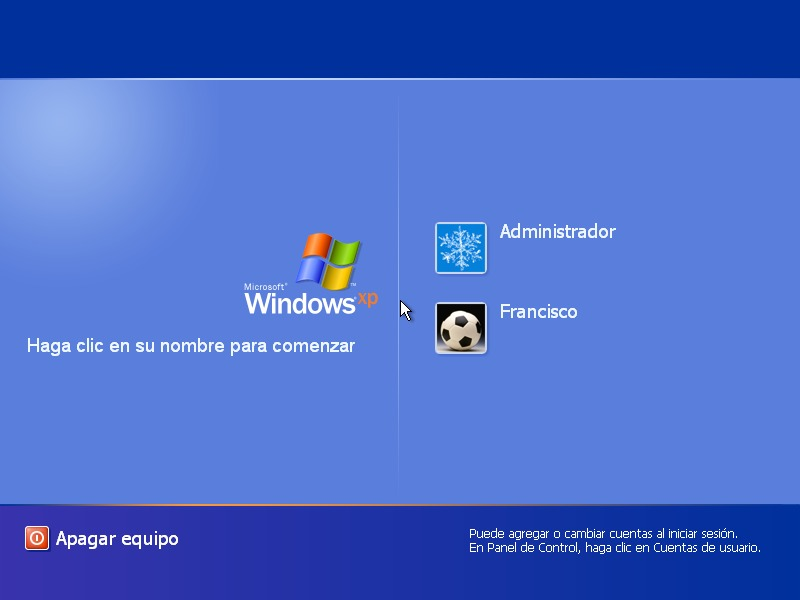 Microsoft®
Windows xp™
Haga clic en su nombre para comenzar
Administrador
Francisco
Apagar equipo
Puede agregar o cambiar cuentas al iniciar sesión.
En Panel de Control, haga clic en Cuentas de usuario.